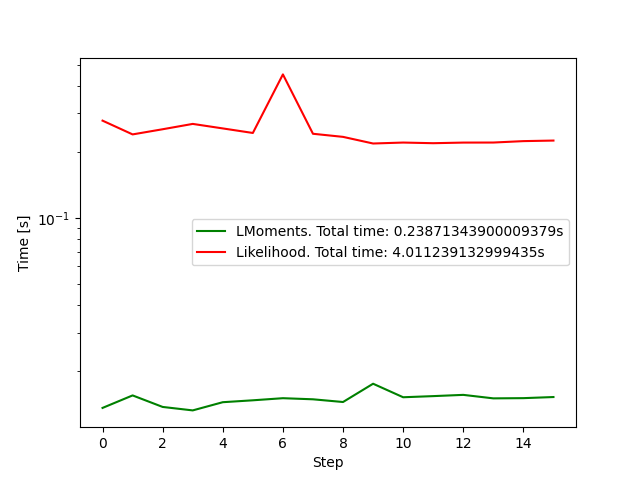 Time [s]
10⁻¹
LMoments. Total time: 0.23871343900009379s
Likelihood. Total time: 4.011239132999435s
0 2 4 6 8 10 12 14
Step